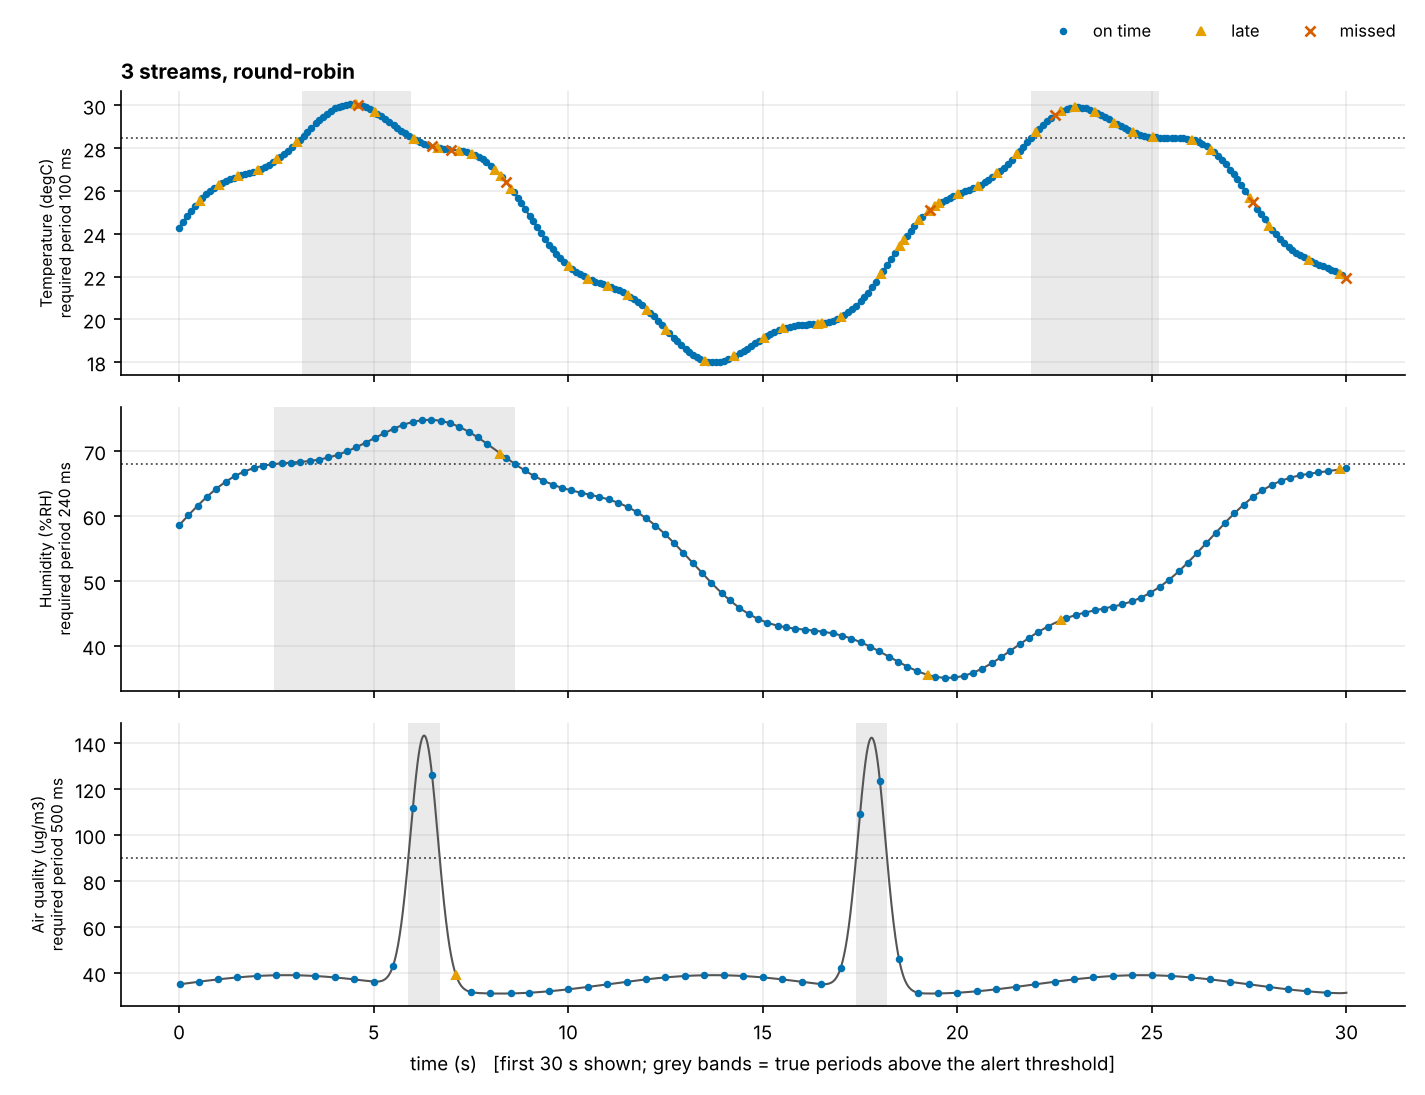 on time late missed
3 streams, round-robin
Temperature (degC)
required period 100 ms
30
28
26
24
22
20
18
Humidity (%RH)
required period 240 ms
70
60
50
40
Air quality (ug/m3)
required period 500 ms
140
120
100
80
60
40
0 5 10 15 20 25 30
time (s) [first 30 s shown; grey bands = true periods above the alert threshold]